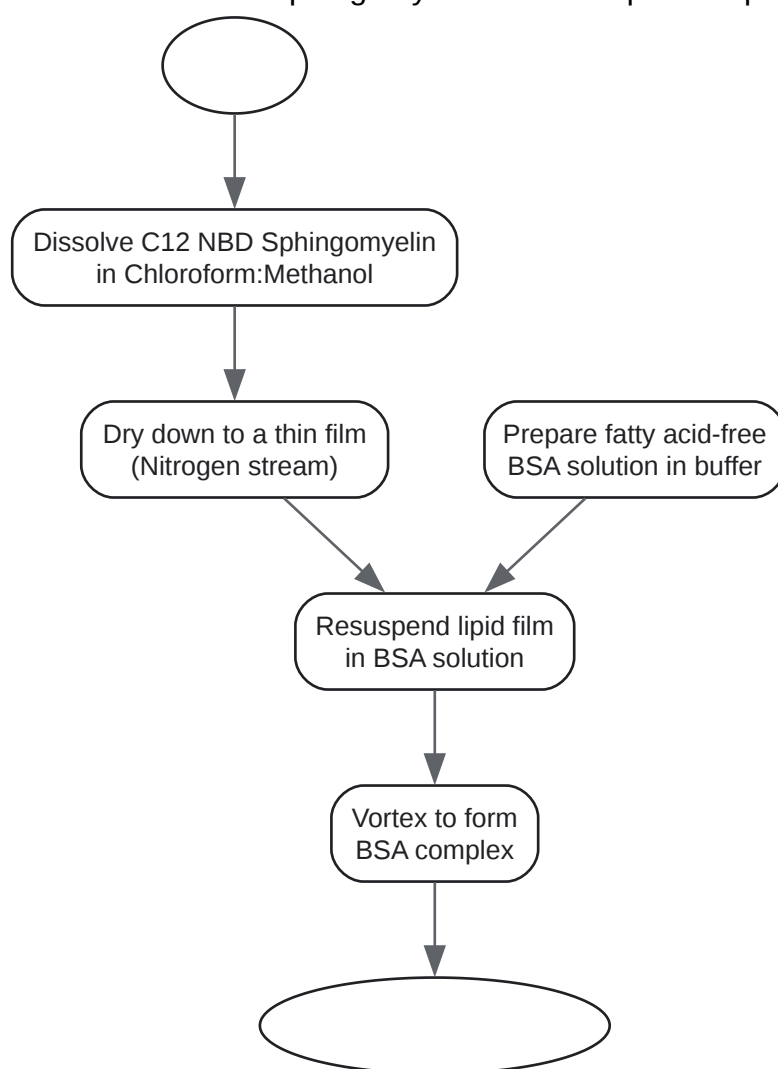 Dissolve C12 NBD Sphingomyelin
in Chloroform:Methanol
Dry down to a thin film
(Nitrogen stream)
Prepare fatty acid-free
BSA solution in buffer
Resuspend lipid film
in BSA solution
Vortex to form
BSA complex